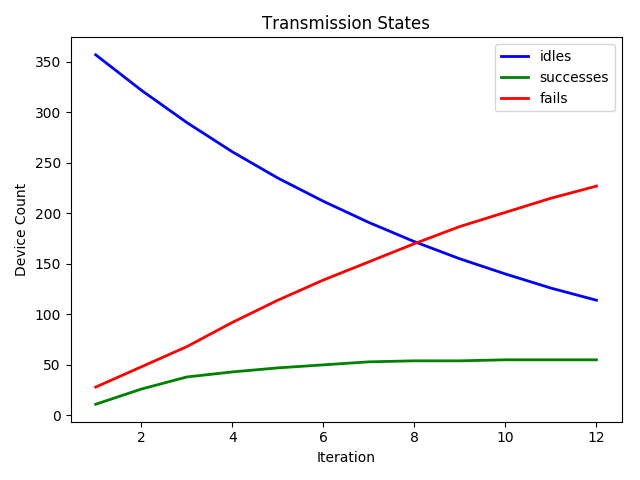 Transmission States
idles
successes
fails
Device Count
350
300
250
200
150
100
50
0
2 4 6 8 10 12
Iteration